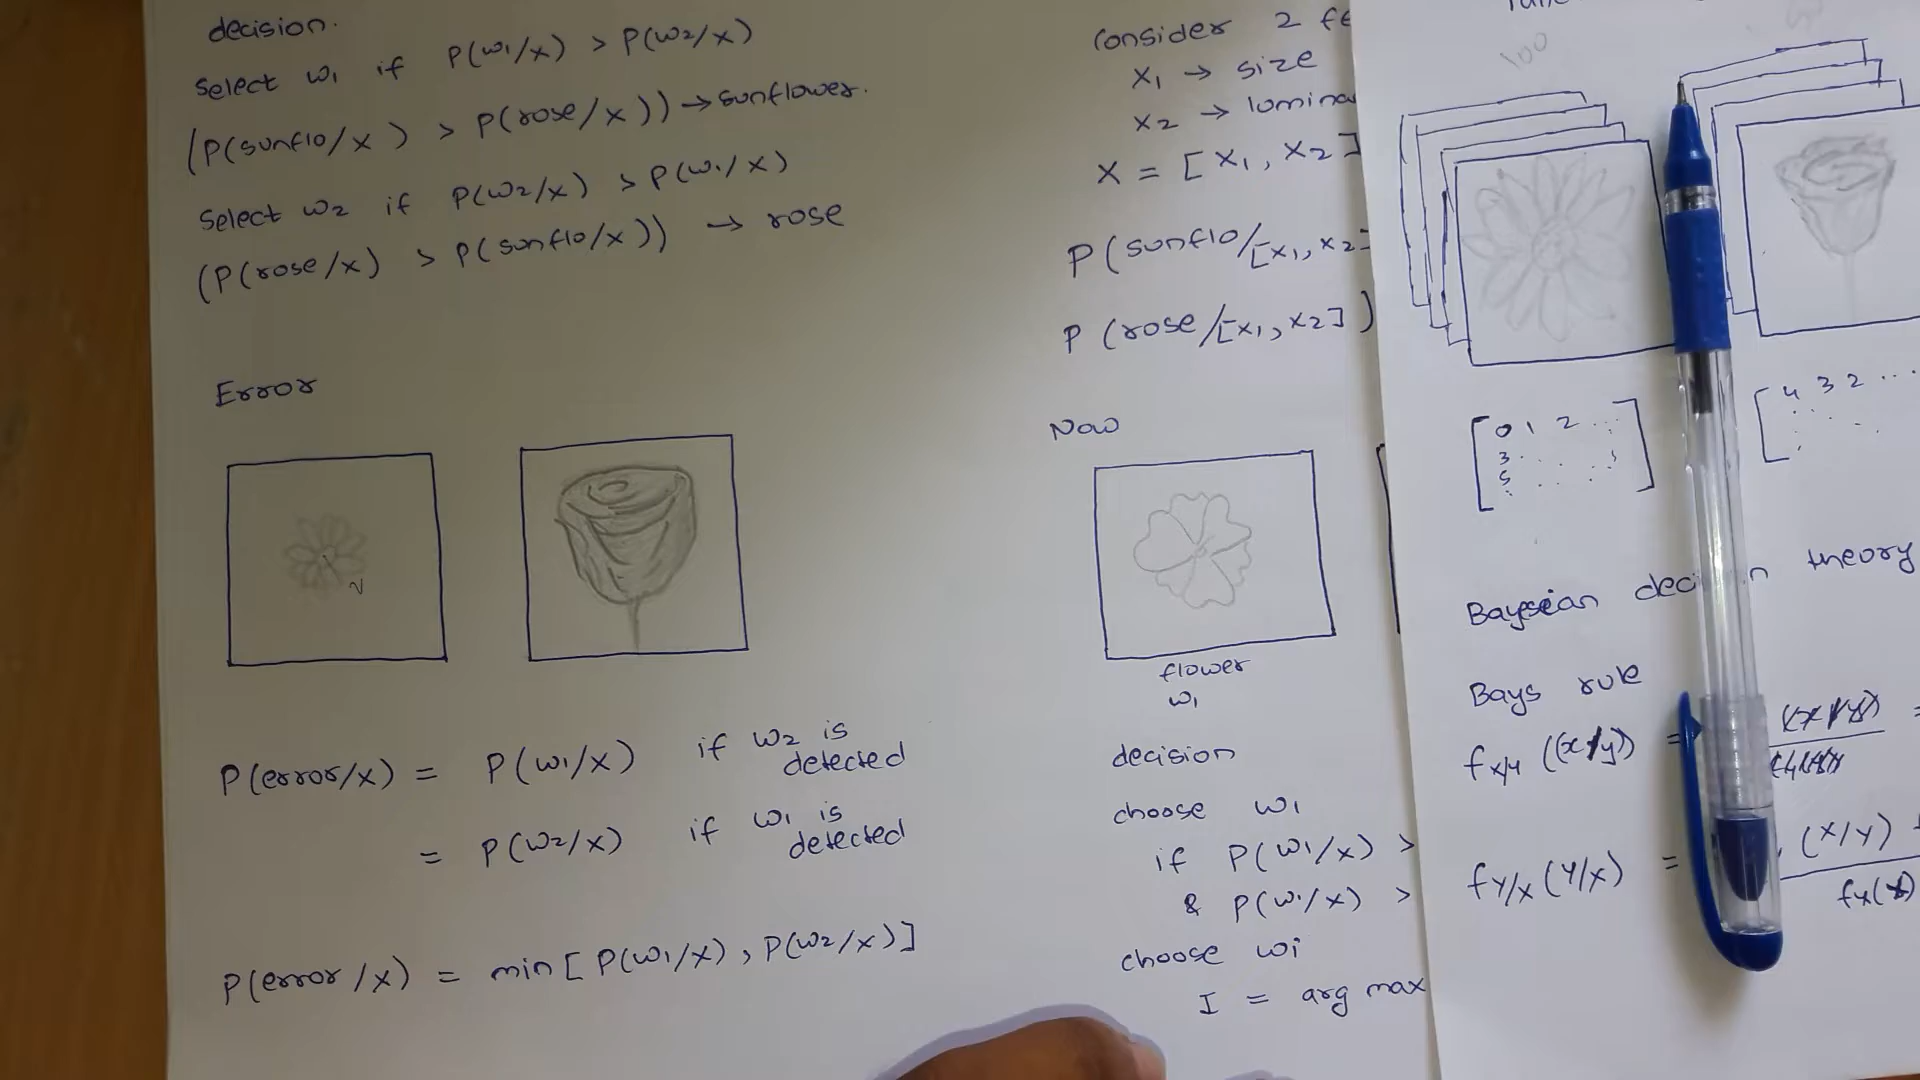 decision.
Select ω1 if P(ω1/x) > P(ω2/x)
(P(sunflo/x) > P(rose/x)) → sunflower.
Select ω2 if P(ω2/x) > P(ω1/x)
(P(rose/x) > P(sunflo/x)) → rose
Error
P(error/x) = P(ω1/x) if ω2 is detected
= P(ω2/x) if ω1 is detected
P(error/x) = min[P(ω1/x), P(ω2/x)]
Consider 2
x1 → size
x2 →
X = [x1, x2]
P(sunflo/[x1, x2]
P(rose/[x1, x2])
Now
flower
ω1
decision
choose ω1
if P(ω1/x) >
& P(ω1/x) >
choose ωi
I = arg max
100
0 1 2 ...
3
5
4 3 2 ...
theory
Bays rule
fY/X (Y/X) =
(X/Y)